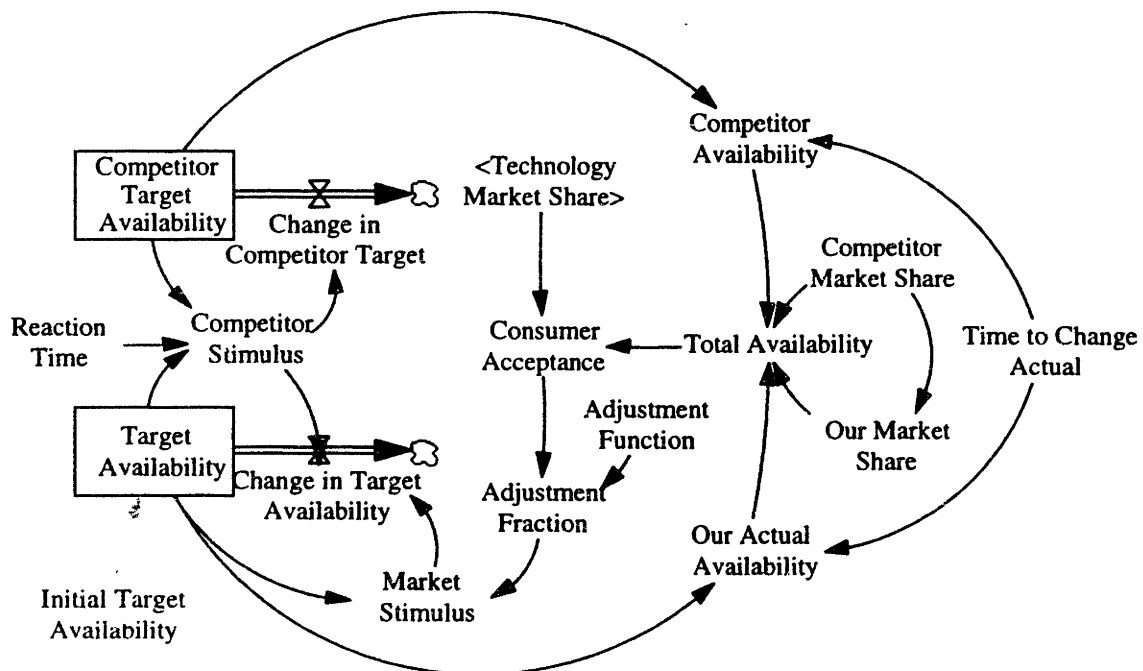 Competitor
Availability
Competitor
Target
Availability
<Technology
Market Share>
Change in
Competitor Target
Competitor
Market Share
Reaction
Time
Competitor
Stimulus
Consumer
Acceptance
Total Availability
Time to Change
Actual
Target
Availability
Adjustment
Function
Our Market
Share
Change in Target
Availability
Adjustment
Fraction
Our Actual
Availability
Market
Stimulus
Initial Target
Availability